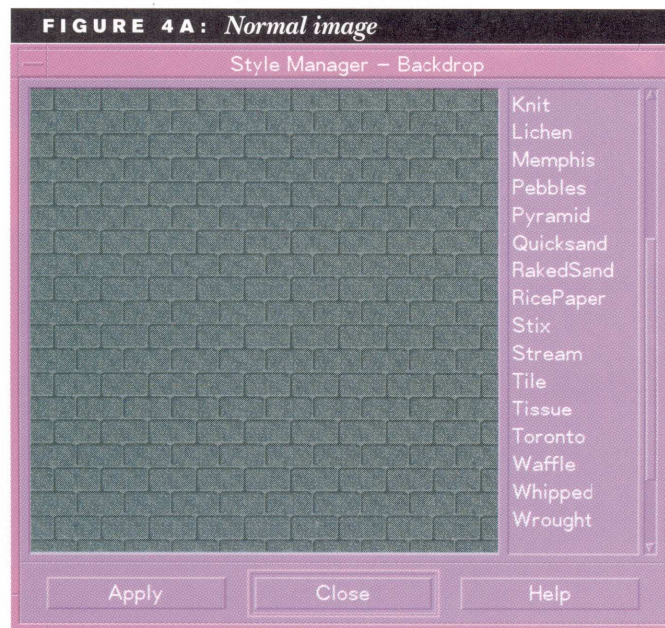 FIGURE 4A: Normal image
Style Manager – Backdrop
Knit
Lichen
Memphis
Pebbles
Pyramid
Quicksand
RakedSand
RicePaper
Stix
Stream
Tile
Tissue
Toronto
Waffle
Whipped
Wrought
Apply Close Help